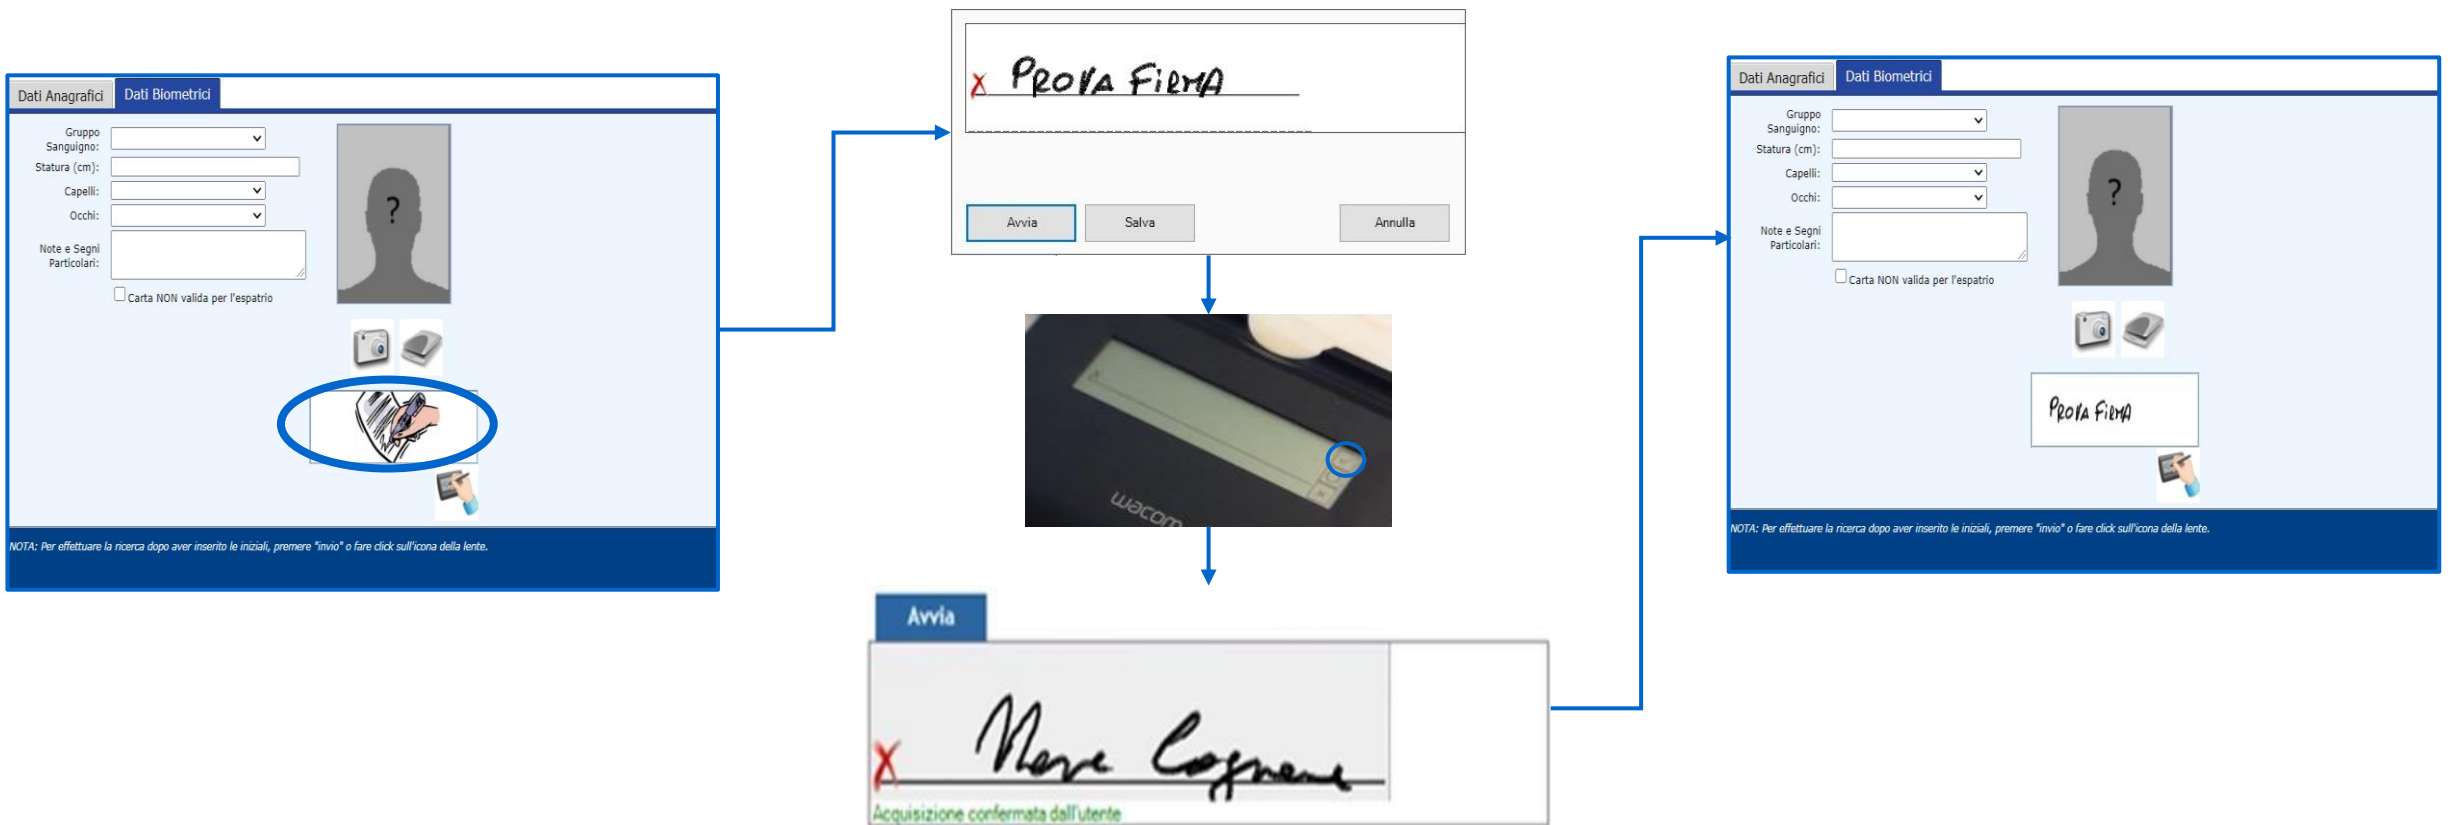 Dati Anagrafici Dati Biometrici
Gruppo
Sanguigno:
Statura (cm):
Capelli:
Occhi:
Note e Segni
Particolari:
Carta NON valida per l'espatrio
?
NOTA: Per effettuare la ricerca dopo aver inserito le iniziali, premere "invio" o fare click sull'icona della lente.
X PROVA FIRMA
Avvia Salva Annulla
wacom
Avvia
X Nome Cognome
Acquisizione confermata dall'utente
Dati Anagrafici Dati Biometrici
Gruppo
Sanguigno:
Statura (cm):
Capelli:
Occhi:
Note e Segni
Particolari:
Carta NON valida per l'espatrio
?
PROVA FIRMA
NOTA: Per effettuare la ricerca dopo aver inserito le iniziali, premere "invio" o fare click sull'icona della lente.